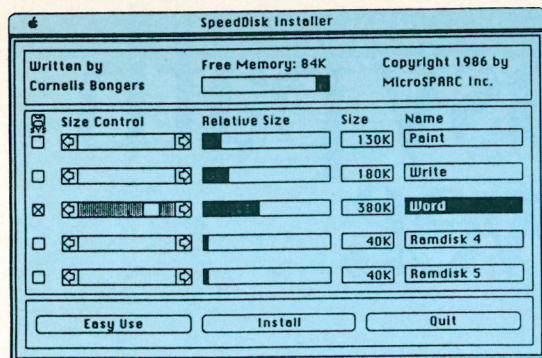 SpeedDisk Installer
Written by
Cornelis Bongers
Free Memory: 84K
Copyright 1986 by
MicroSPARC Inc.
Size Control Relative Size Size Name
130K Paint
180K Write
380K Word
40K Ramdisk 4
40K Ramdisk 5
Easy Use Install Quit